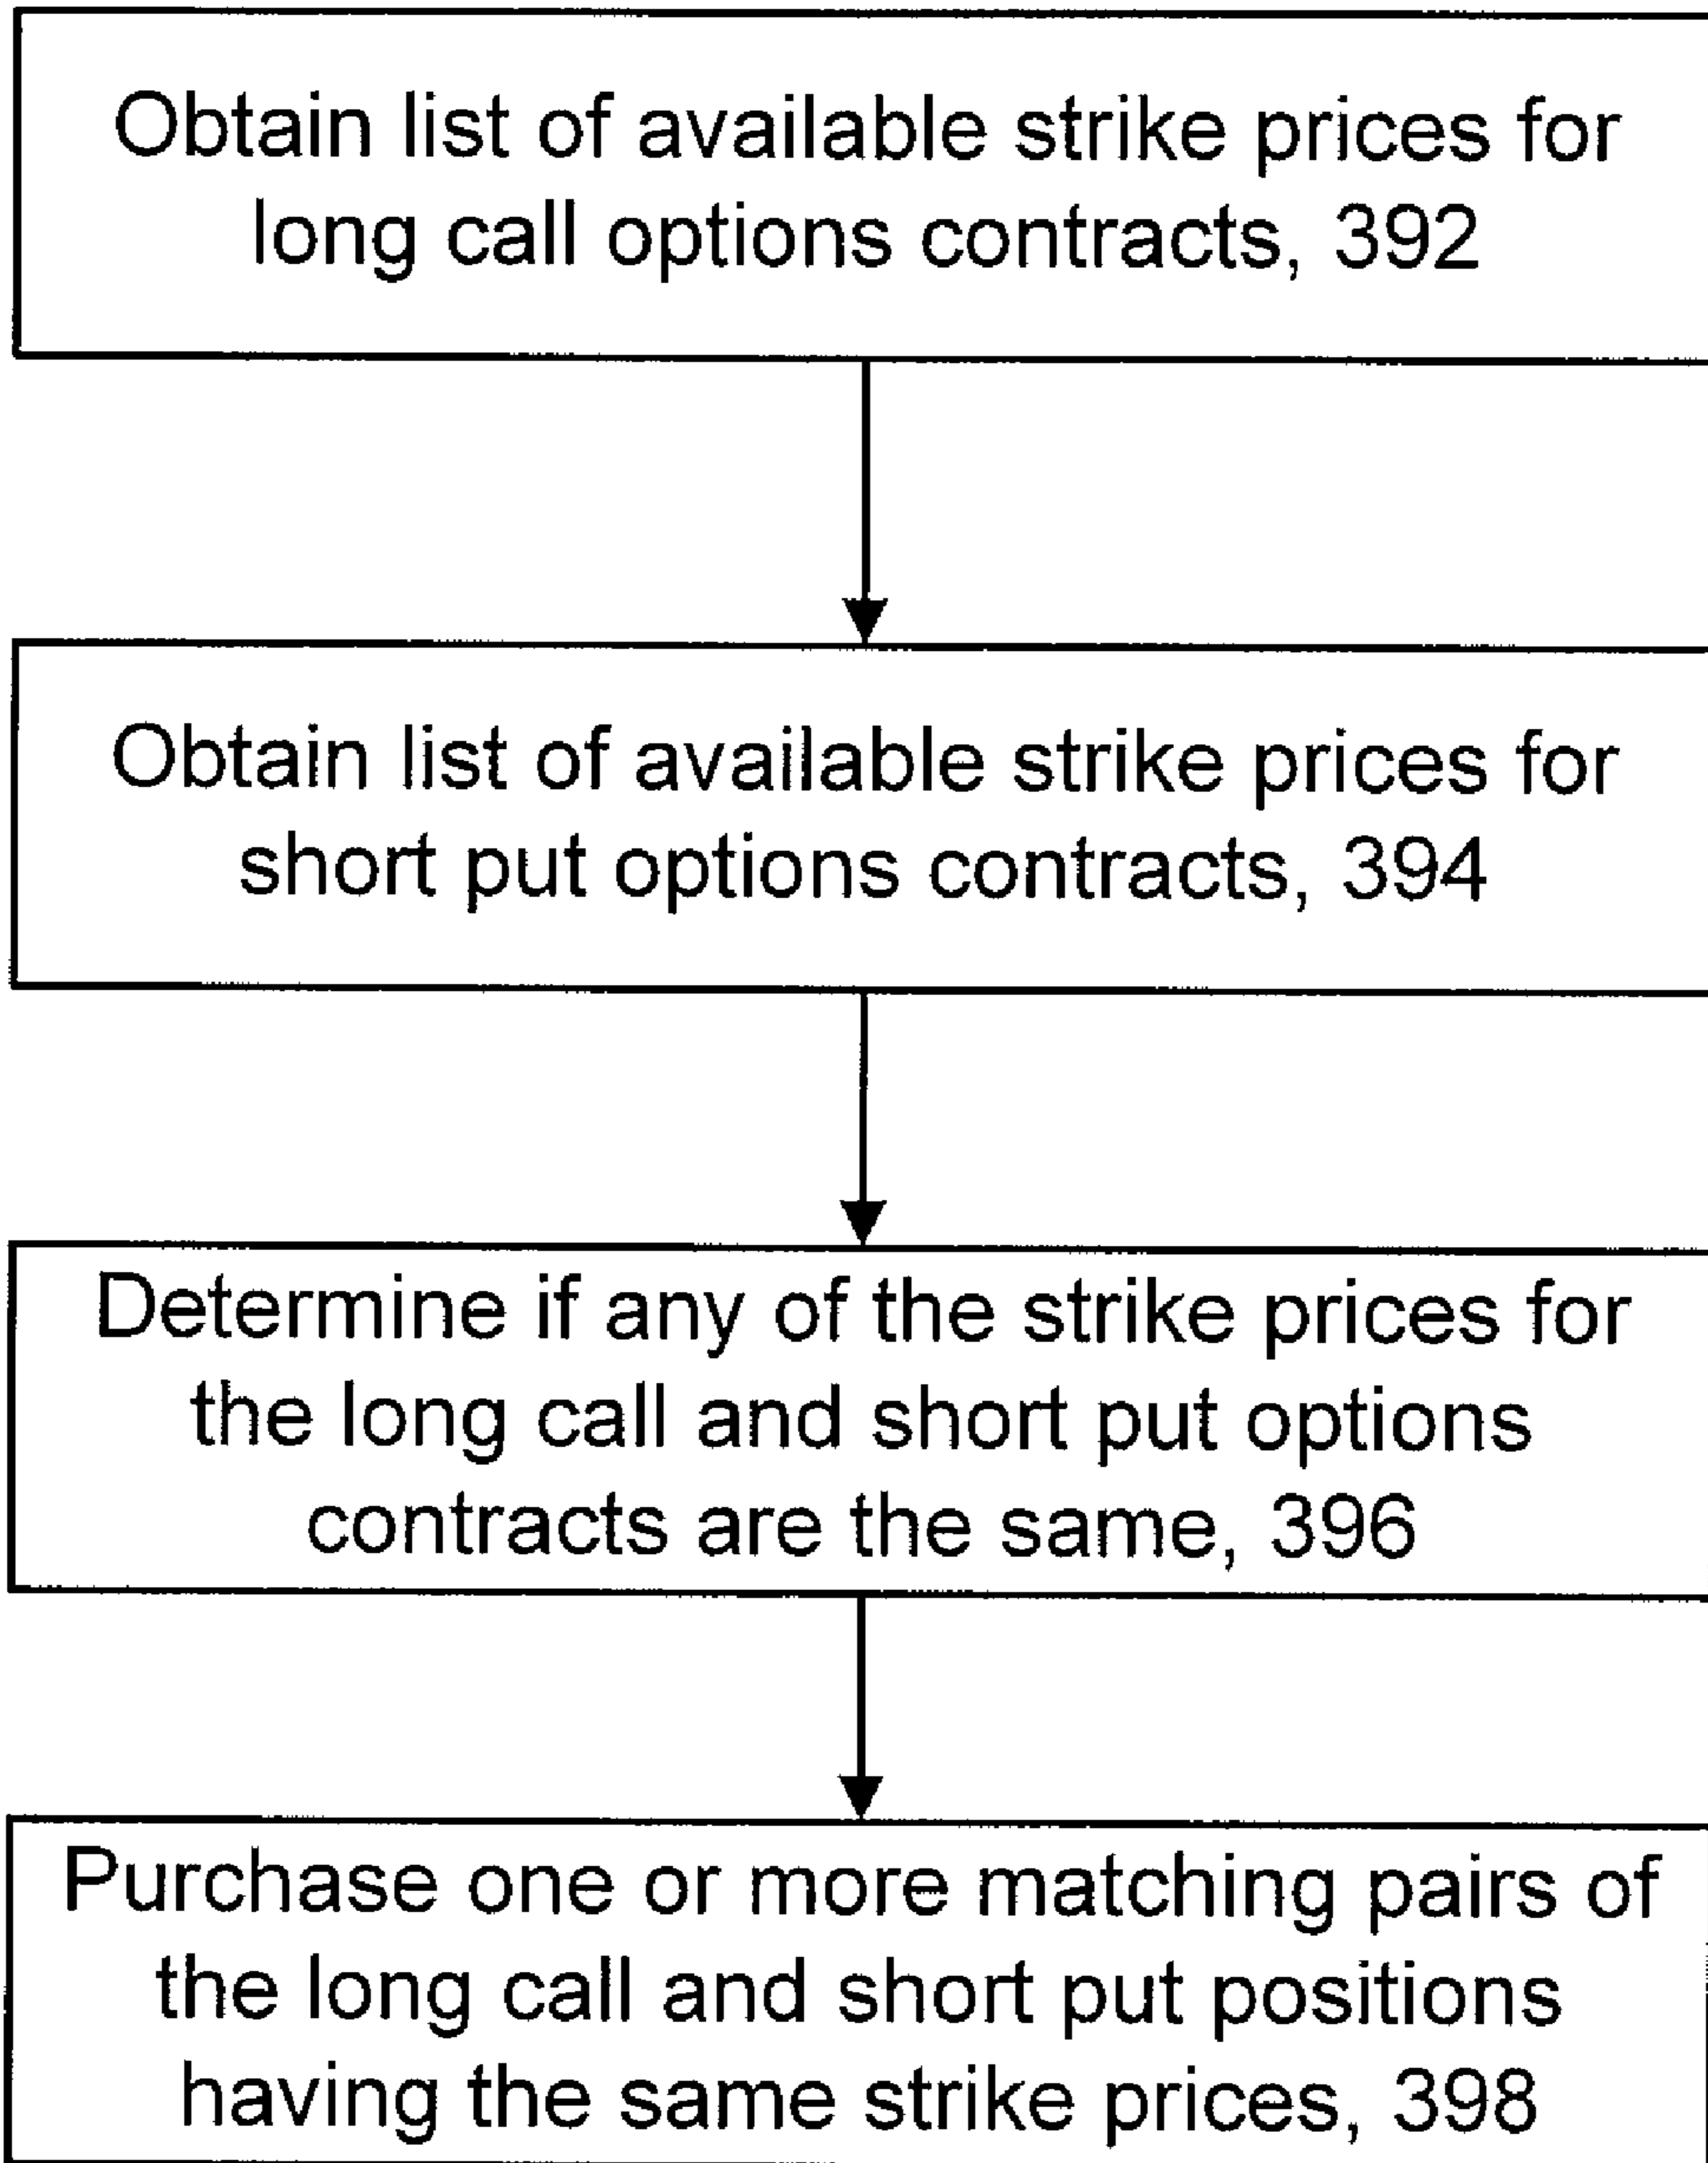 Obtain list of available strike prices for
long call options contracts, 392
Obtain list of available strike prices for
short put options contracts, 394
Determine if any of the strike prices for
the long call and short put options
contracts are the same, 396
Purchase one or more matching pairs of
the long call and short put positions
having the same strike prices, 398